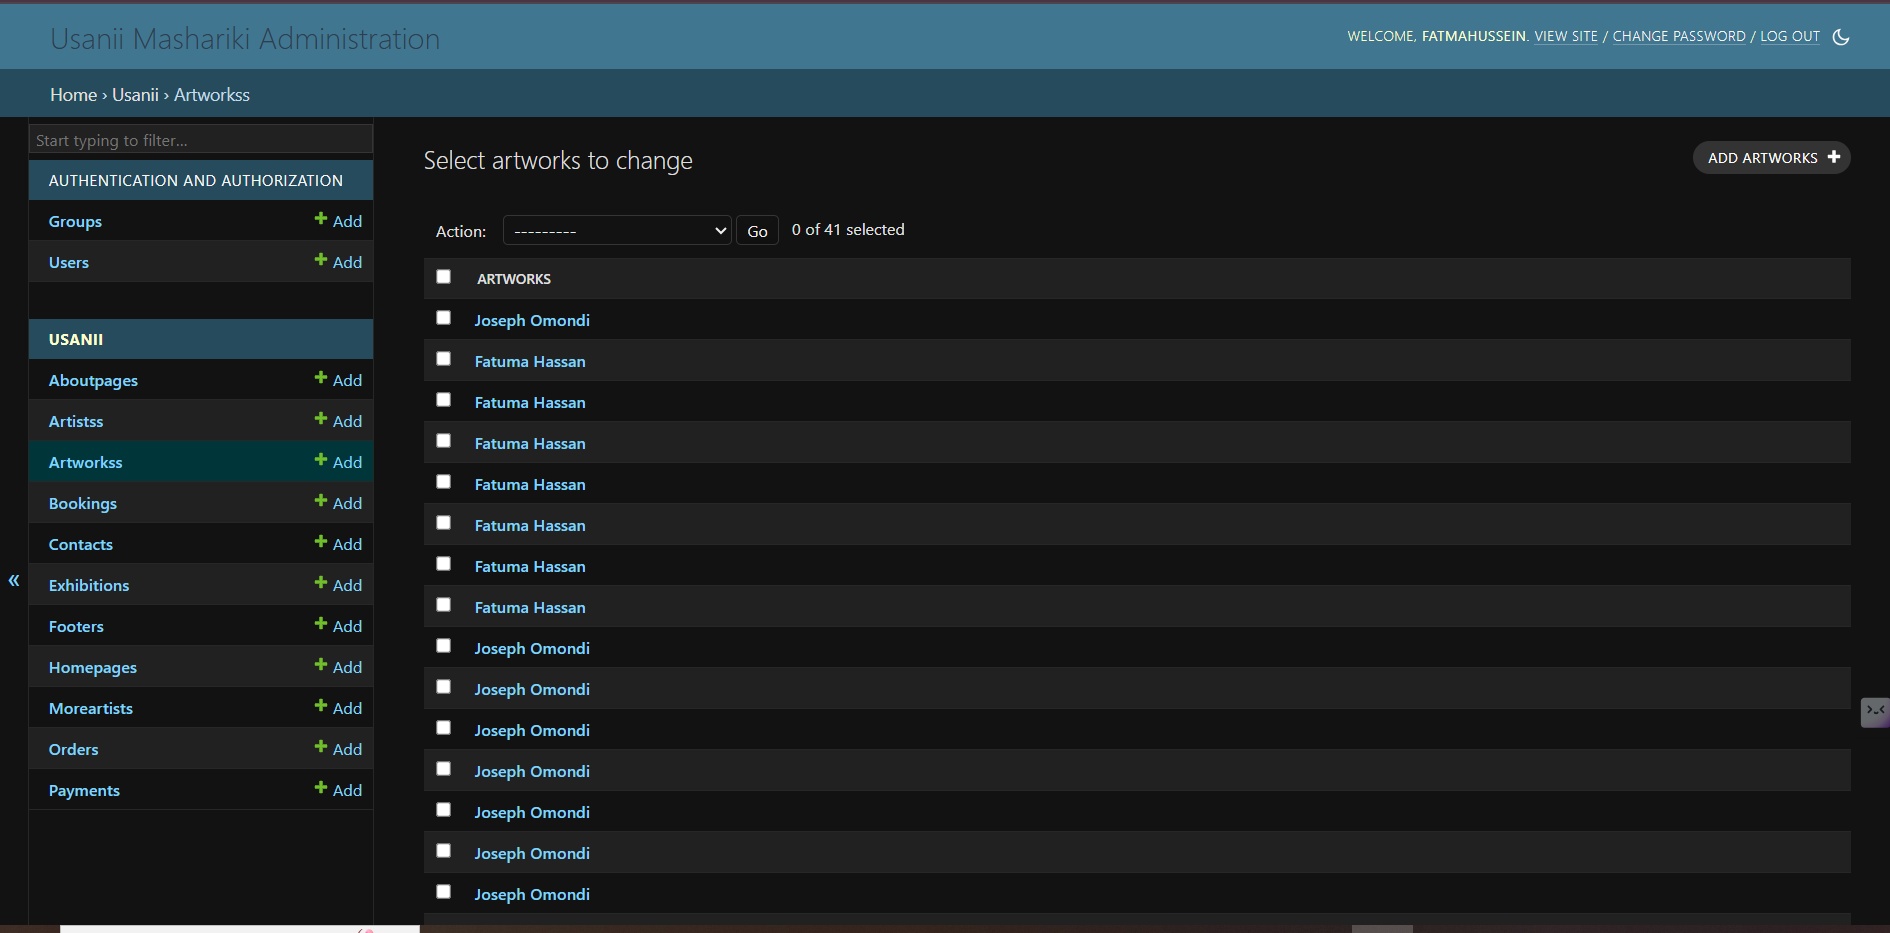 Usanii Mashariki Administration
WELCOME, FATMAHUSSEIN. VIEW SITE / CHANGE PASSWORD / LOG OUT
Home › Usanii › Artworkss
Start typing to filter...
AUTHENTICATION AND AUTHORIZATION
Groups + Add
Users + Add
USANII
Aboutpages + Add
Artistss + Add
Artworkss + Add
Bookings + Add
Contacts + Add
Exhibitions + Add
Footers + Add
Homepages + Add
Moreartists + Add
Orders + Add
Payments + Add
«
Select artworks to change
ADD ARTWORKS +
Action: --------- Go 0 of 41 selected
ARTWORKS
Joseph Omondi
Fatuma Hassan
Fatuma Hassan
Fatuma Hassan
Fatuma Hassan
Fatuma Hassan
Fatuma Hassan
Fatuma Hassan
Joseph Omondi
Joseph Omondi
Joseph Omondi
Joseph Omondi
Joseph Omondi
Joseph Omondi
Joseph Omondi